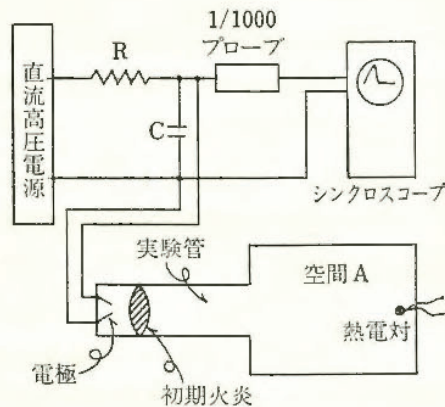 1/1000
プローブ
R
C
直流高圧電源
シンクロスコープ
実験管
空間A
熱電対
電極
初期火炎